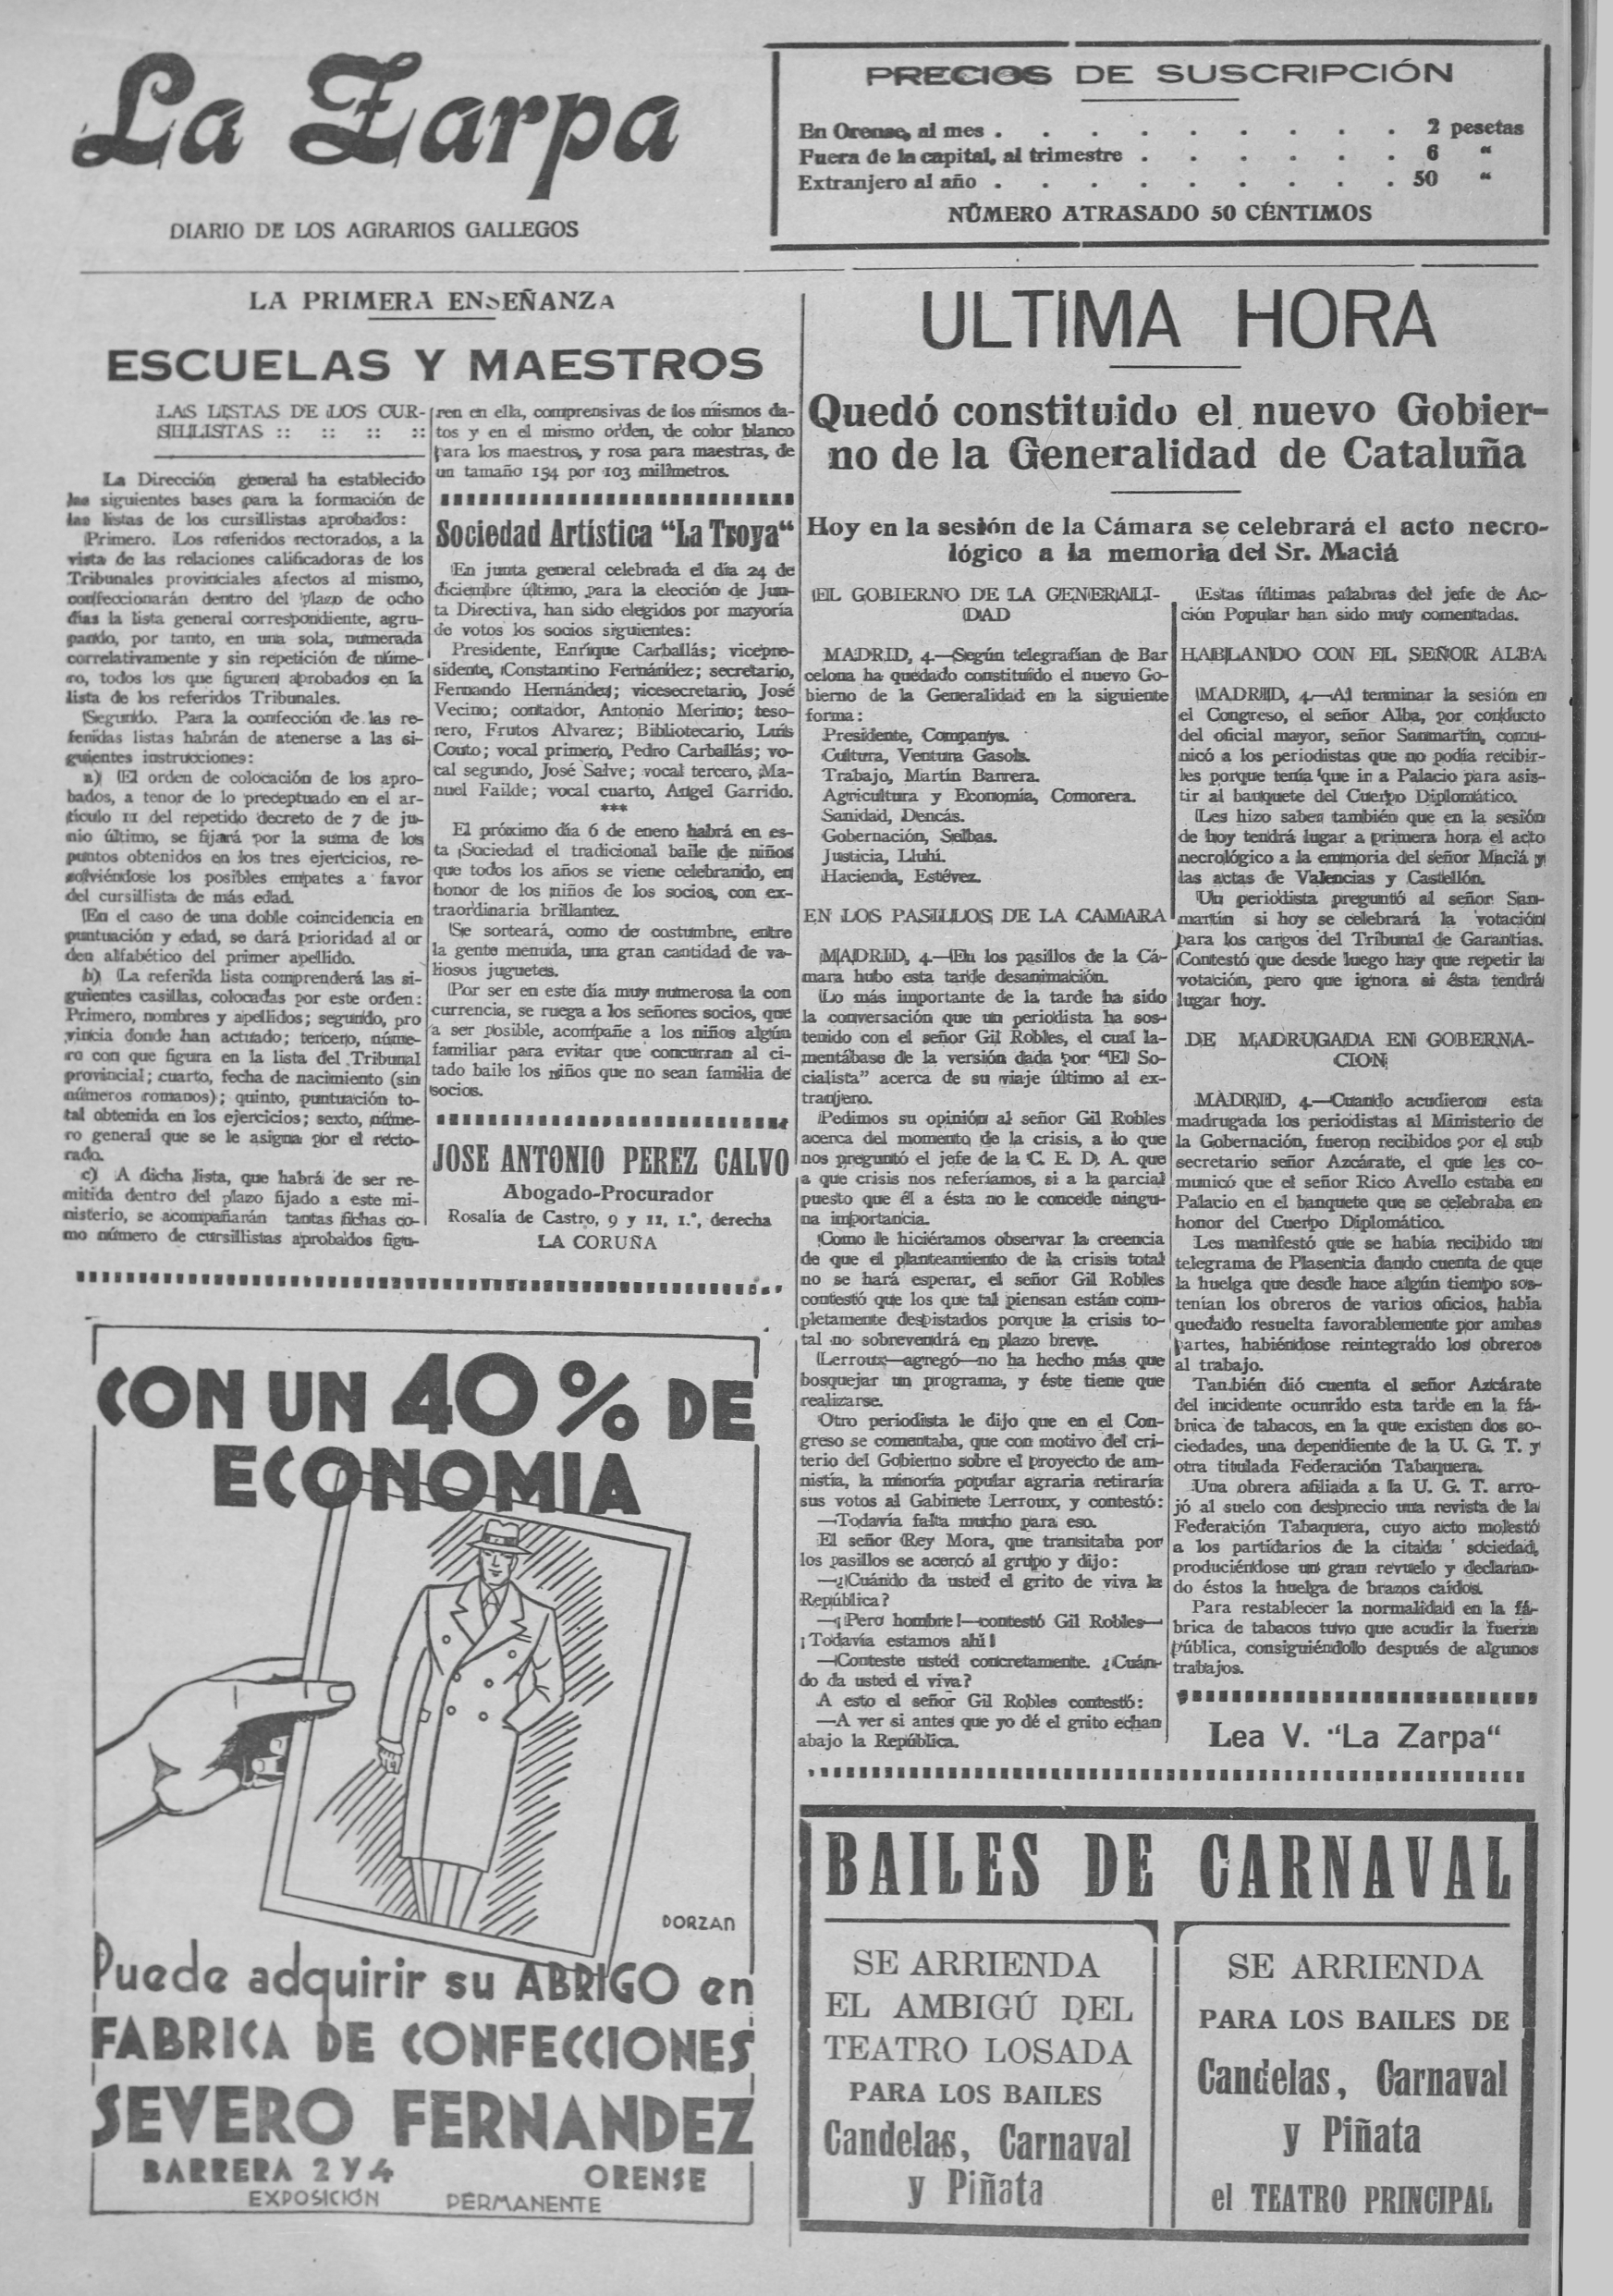 La Zarpa
DIARIO DE LOS AGRARIOS GALLEGOS
PRECIOS DE SUSCRIPCIÓN
En Orense, al mes . . . . . . . . . 2 pesetas
Fuera de la capital, al trimestre . . . . . . 6 “
Extranjero al año . . . . . . . . . 50 “
NÚMERO ATRASADO 50 CÉNTIMOS
LA PRIMERA ENSEÑANZA
ESCUELAS Y MAESTROS
LAS LISTAS DE LOS CUR-
SILLISTAS :: :: :: ::
La Dirección general ha establecido
las siguientes bases para la formación de
las listas de los cursillistas aprobados:
Primero. Los referidos rectorados, a la
vista de las relaciones calificadoras de los
Tribunales provinciales afectos al mismo,
confeccionarán dentro del plazo de ocho
días la lista general correspondiente, agru-
pando, por tanto, en una sola, numerada
correlativamente y sin repetición de núme-
ro, todos los que figuren aprobados en la
lista de los referidos Tribunales.
Segundo. Para la confección de las re-
feridas listas habrán de atenerse a las si-
guientes instrucciones:
a) El orden de colocación de los apro-
bados, a tenor de lo preceptuado en el ar-
tículo 11 del repetido decreto de 7 de ju-
nio último, se fijará por la suma de los
puntos obtenidos en los tres ejercicios, re-
solviéndose los posibles empates a favor
del cursillista de más edad.
En el caso de una doble coincidencia en
puntuación y edad, se dará prioridad al or
den alfabético del primer apellido.
b) La referida lista comprenderá las si-
guientes casillas, colocadas por este orden:
Primero, nombres y apellidos; segundo, pro
vincia donde han actuado; tercero, núme-
ro con que figura en la lista del Tribunal
provincial; cuarto, fecha de nacimiento (sin
números romanos); quinto, puntuación to-
tal obtenida en los ejercicios; sexto, núme-
ro general que se le asigna por el recto-
rado.
c) A dicha lista, que habrá de ser re-
mitida dentro del plazo fijado a este mi-
nisterio, se acompañarán tantas fichas co-
mo número de cursillistas aprobados figu-
ren en ella, comprensivas de los mismos da-
tos y en el mismo orden, de color blanco
para los maestros, y rosa para maestras, de
un tamaño 154 por 103 milímetros.
Sociedad Artística “La Troya“
En junta general celebrada el día 24 de
diciembre último, para la elección de Jun-
ta Directiva, han sido elegidos por mayoría
de votos los socios siguientes:
Presidente, Enrique Carballás; vicepre-
sidente, Constantino Fernández; secretario,
Fernando Hernández; vicesecretario, José
Vecino; contador, Antonio Merino; teso-
rero, Frutos Alvarez; Bibliotecario, Luis
Couto; vocal primero, Pedro Carballás; vo-
cal segundo, José Salve; vocal tercero, Ma-
nuel Failde; vocal cuarto, Angel Garrido.
***
El próximo día 6 de enero habrá en es-
ta Sociedad el tradicional baile de niños
que todos los años se viene celebrando, en
honor de los niños de los socios, con ex-
traordinaria brillantez.
Se sorteará, como de costumbre, entre
la gente menuda, una gran cantidad de va-
liosos juguetes.
Por ser en este día muy numerosa la con
currencia, se ruega a los señores socios, que
a ser posible, acompañe a los niños algún
familiar para evitar que concurran al ci-
tado baile los niños que no sean familia de
socios.
JOSE ANTONIO PEREZ CALVO
Abogado-Procurador
Rosalía de Castro, 9 y 11, 1.°, derecha
LA CORUÑA
CON UN 40 % DE
ECONOMIA
DORZAN
Puede adquirir su ABRIGO en
FABRICA DE CONFECCIONES
SEVERO FERNANDEZ
BARRERA 2 Y 4 ORENSE
EXPOSICIÓN PERMANENTE
ULTIMA HORA
Quedó constituido el nuevo Gobier-
no de la Generalidad de Cataluña
Hoy en la sesión de la Cámara se celebrará el acto necro-
lógico a la memoria del Sr. Maciá
EL GOBIERNO DE LA GENERALI-
DAD
MADRID, 4.—Según telegrafían de Bar
celona ha quedado constituído el nuevo Go-
bierno de la Generalidad en la siguiente
forma:
Presidente, Companys.
Cultura, Ventura Gasols.
Trabajo, Martín Barrera.
Agricultura y Economía, Comorera.
Sanidad, Dencás.
Gobernación, Selbas.
Justicia, Lluhí.
Hacienda, Estévez.
EN LOS PASILLOS DE LA CAMARA
MADRID, 4.—En los pasillos de la Cá-
mara hubo esta tarde desanimación.
Lo más importante de la tarde ha sido
la conversación que un periodista ha sos-
tenido con el señor Gil Robles, el cual la-
mentábase de la versión dada por “El So-
cialista” acerca de su viaje último al ex-
tranjero.
Pedimos su opinión al señor Gil Robles
acerca del momento de la crisis, a lo que
nos preguntó el jefe de la C. E. D. A. que
a que crisis nos referíamos, si a la parcial
puesto que él a ésta no le concede ningu-
na importancia.
Como le hiciéramos observar la creencia
de que el planteamiento de la crisis total
no se hará esperar, el señor Gil Robles
contestó que los que tal piensan están com-
pletamente despistados porque la crisis to-
tal no sobrevendrá en plazo breve.
Lerroux—agregó—no ha hecho más que
bosquejar un programa, y éste tiene que
realizarse.
Otro periodista le dijo que en el Con-
greso se comentaba, que con motivo del cri-
terio del Gobierno sobre el proyecto de am-
nistía, la minoría popular agraria retiraría
sus votos al Gabinete Lerroux, y contestó:
—Todavía falta mucho para eso.
El señor Rey Mora, que transitaba por
los pasillos se acercó al grupo y dijo:
—¿Cuándo da usted el grito de viva la
República?
—¡Pero hombre!—contestó Gil Robles—
¡Todavía estamos ahí!
—Conteste usted concretamente. ¿Cuán-
do da usted el viva?
A esto el señor Gil Robles contestó:
—A ver si antes que yo dé el grito echan
abajo la República.
Estas últimas palabras del jefe de Ac-
ción Popular han sido muy comentadas.
HABLANDO CON EL SEÑOR ALBA
MADRID, 4.—Al terminar la sesión en
el Congreso, el señor Alba, por conducto
del oficial mayor, señor Sanmartín, comu-
nicó a los periodistas que no podía recibir-
les porque tenía que ir a Palacio para asis-
tir al banquete del Cuerpo Diplomático.
Les hizo saber también que en la sesión
de hoy tendrá lugar a primera hora el acto
necrológico a la emmoria del señor Maciá y
las actas de Valencias y Castellón.
Un periodista preguntó al señor San-
martín si hoy se celebrará la votación
para los cargos del Tribunal de Garantías.
Contestó que desde luego hay que repetir la
votación, pero que ignora si ésta tendrá
lugar hoy.
DE MADRUGADA EN GOBERNA-
CION
MADRID, 4.—Cuando acudieron esta
madrugada los periodistas al Ministerio de
la Gobernación, fueron recibidos por el sub
secretario señor Azcárate, el que les co-
municó que el señor Rico Avello estaba en
Palacio en el banquete que se celebraba en
honor del Cuerpo Diplomático.
Les manifestó que se había recibido un
telegrama de Plasencia dando cuenta de que
la huelga que desde hace algún tiempo sos-
tenían los obreros de varios oficios, había
quedado resuelta favorablemente por ambas
partes, habiéndose reintegrado los obreros
al trabajo.
También dió cuenta el señor Azcárate
del incidente ocurrido esta tarde en la fá-
brica de tabacos, en la que existen dos so-
ciedades, una dependiente de la U. G. T. y
otra titulada Federación Tabaquera.
Una obrera afiliada a la U. G. T. arro-
jó al suelo con desprecio una revista de la
Federación Tabaquera, cuyo acto molestó
a los partidarios de la citada sociedad,
produciéndose un gran revuelo y declaran-
do éstos la huelga de brazos caídos.
Para restablecer la normalidad en la fá-
brica de tabacos tuvo que acudir la fuerza
pública, consiguiéndolo después de algunos
trabajos.
Lea V. “La Zarpa“
BAILES DE CARNAVAL
SE ARRIENDA
EL AMBIGÚ DEL
TEATRO LOSADA
PARA LOS BAILES
Candelas, Carnaval
y Piñata
SE ARRIENDA
PARA LOS BAILES DE
Candelas, Carnaval
y Piñata
el TEATRO PRINCIPAL